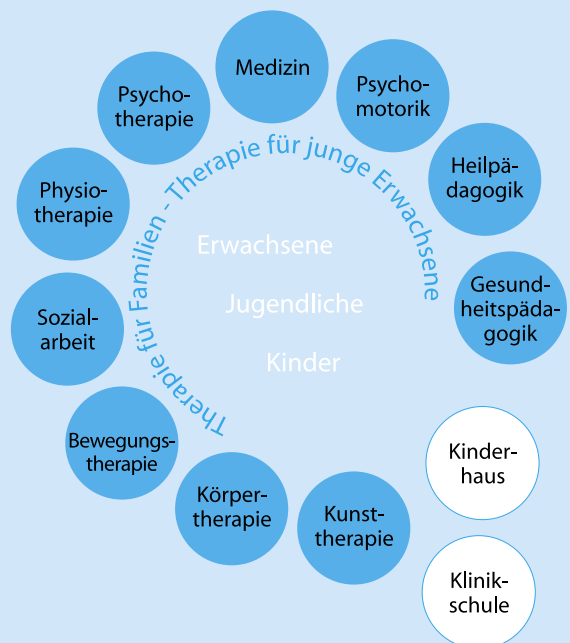 Medizin
Psycho-
motorik
Psycho-
therapie
Heilpä-
dagogik
Physio-
therapie
Therapie für Familien - Therapie für junge Erwachsene
Erwachsene
Jugendliche
Kinder
Gesund-
heitspäda-
gogik
Sozial-
arbeit
Bewegungs-
therapie
Kinder-
haus
Körper-
therapie
Kunst-
therapie
Klinik-
schule